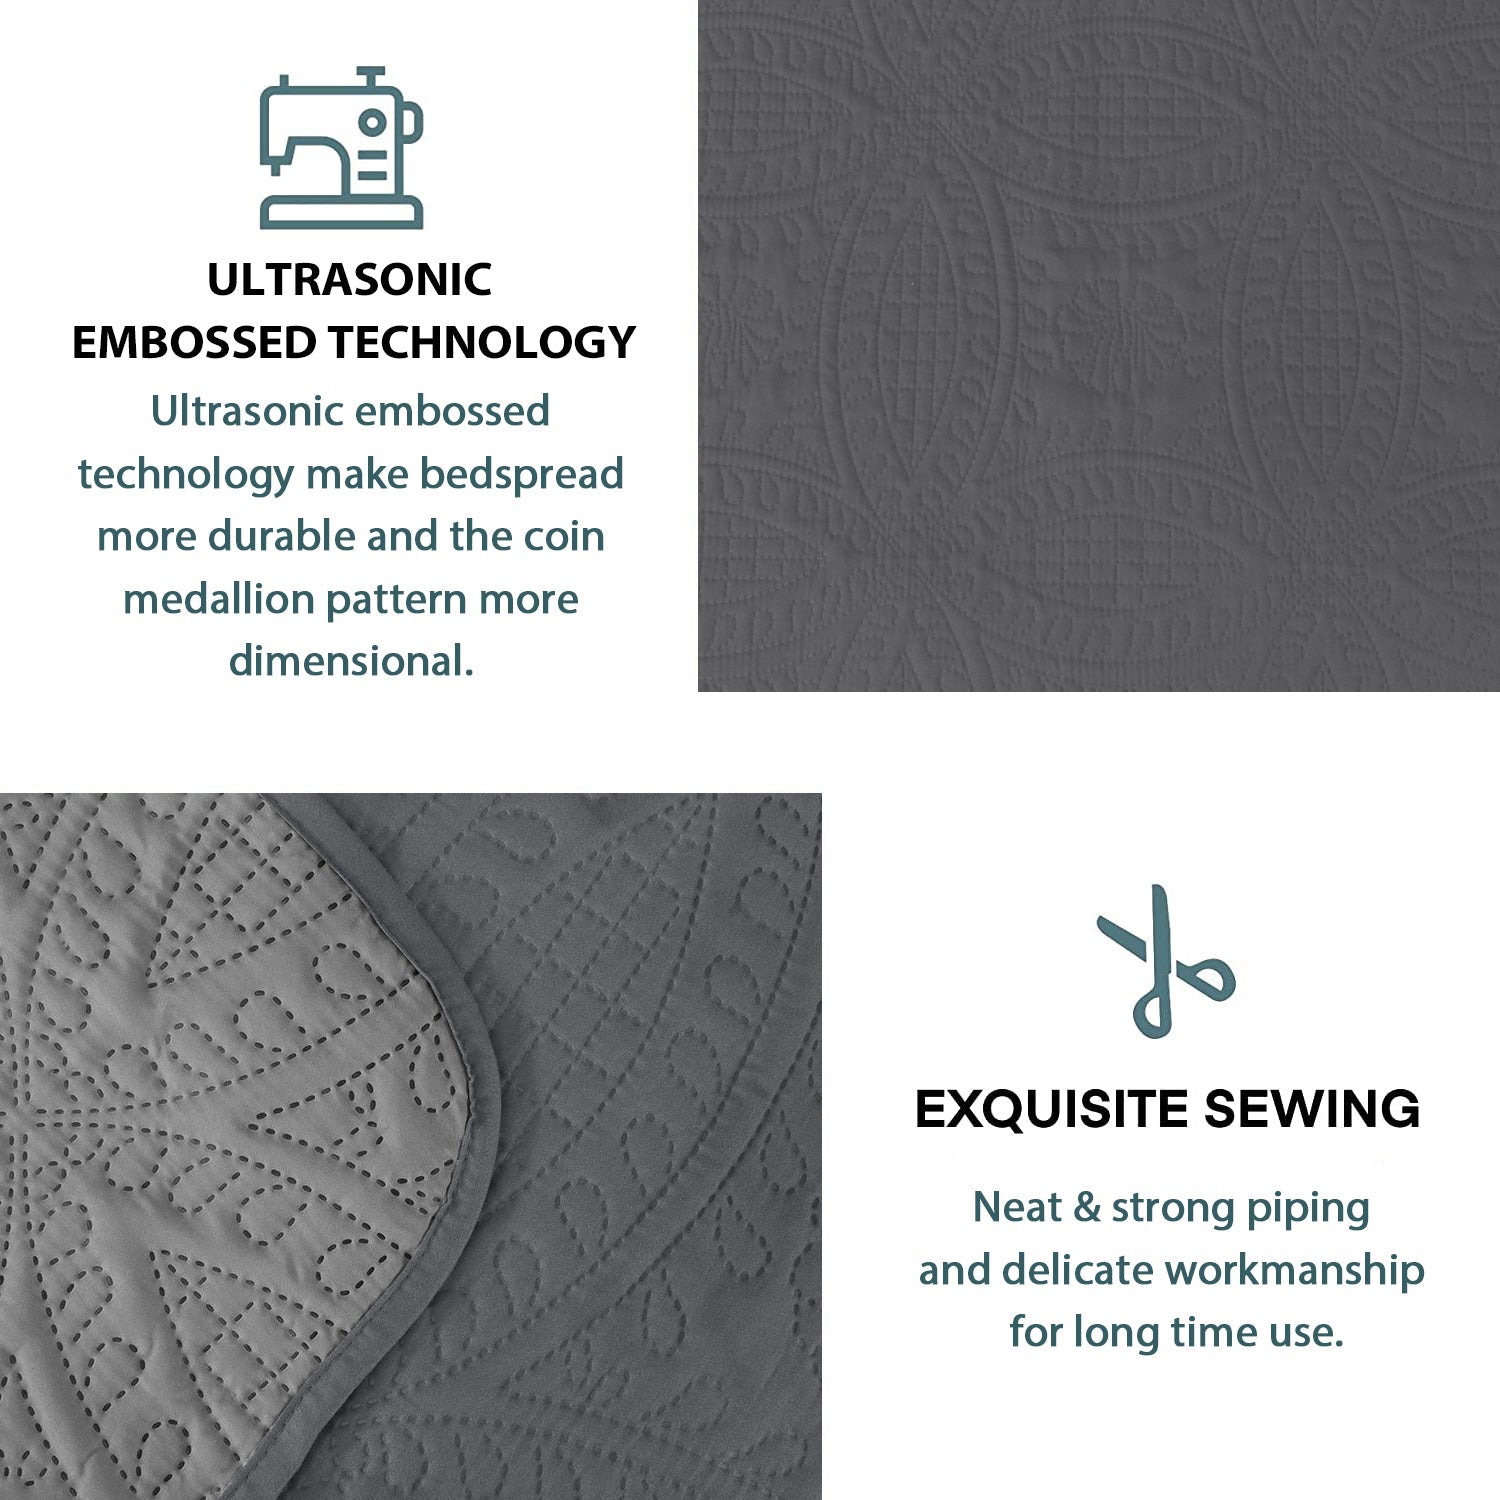 ULTRASONIC
EMBOSSED TECHNOLOGY
Ultrasonic embossed
technology make bedspread
more durable and the coin
medallion pattern more
dimensional.
EXQUISITE SEWING
Neat & strong piping
and delicate workmanship
for long time use.